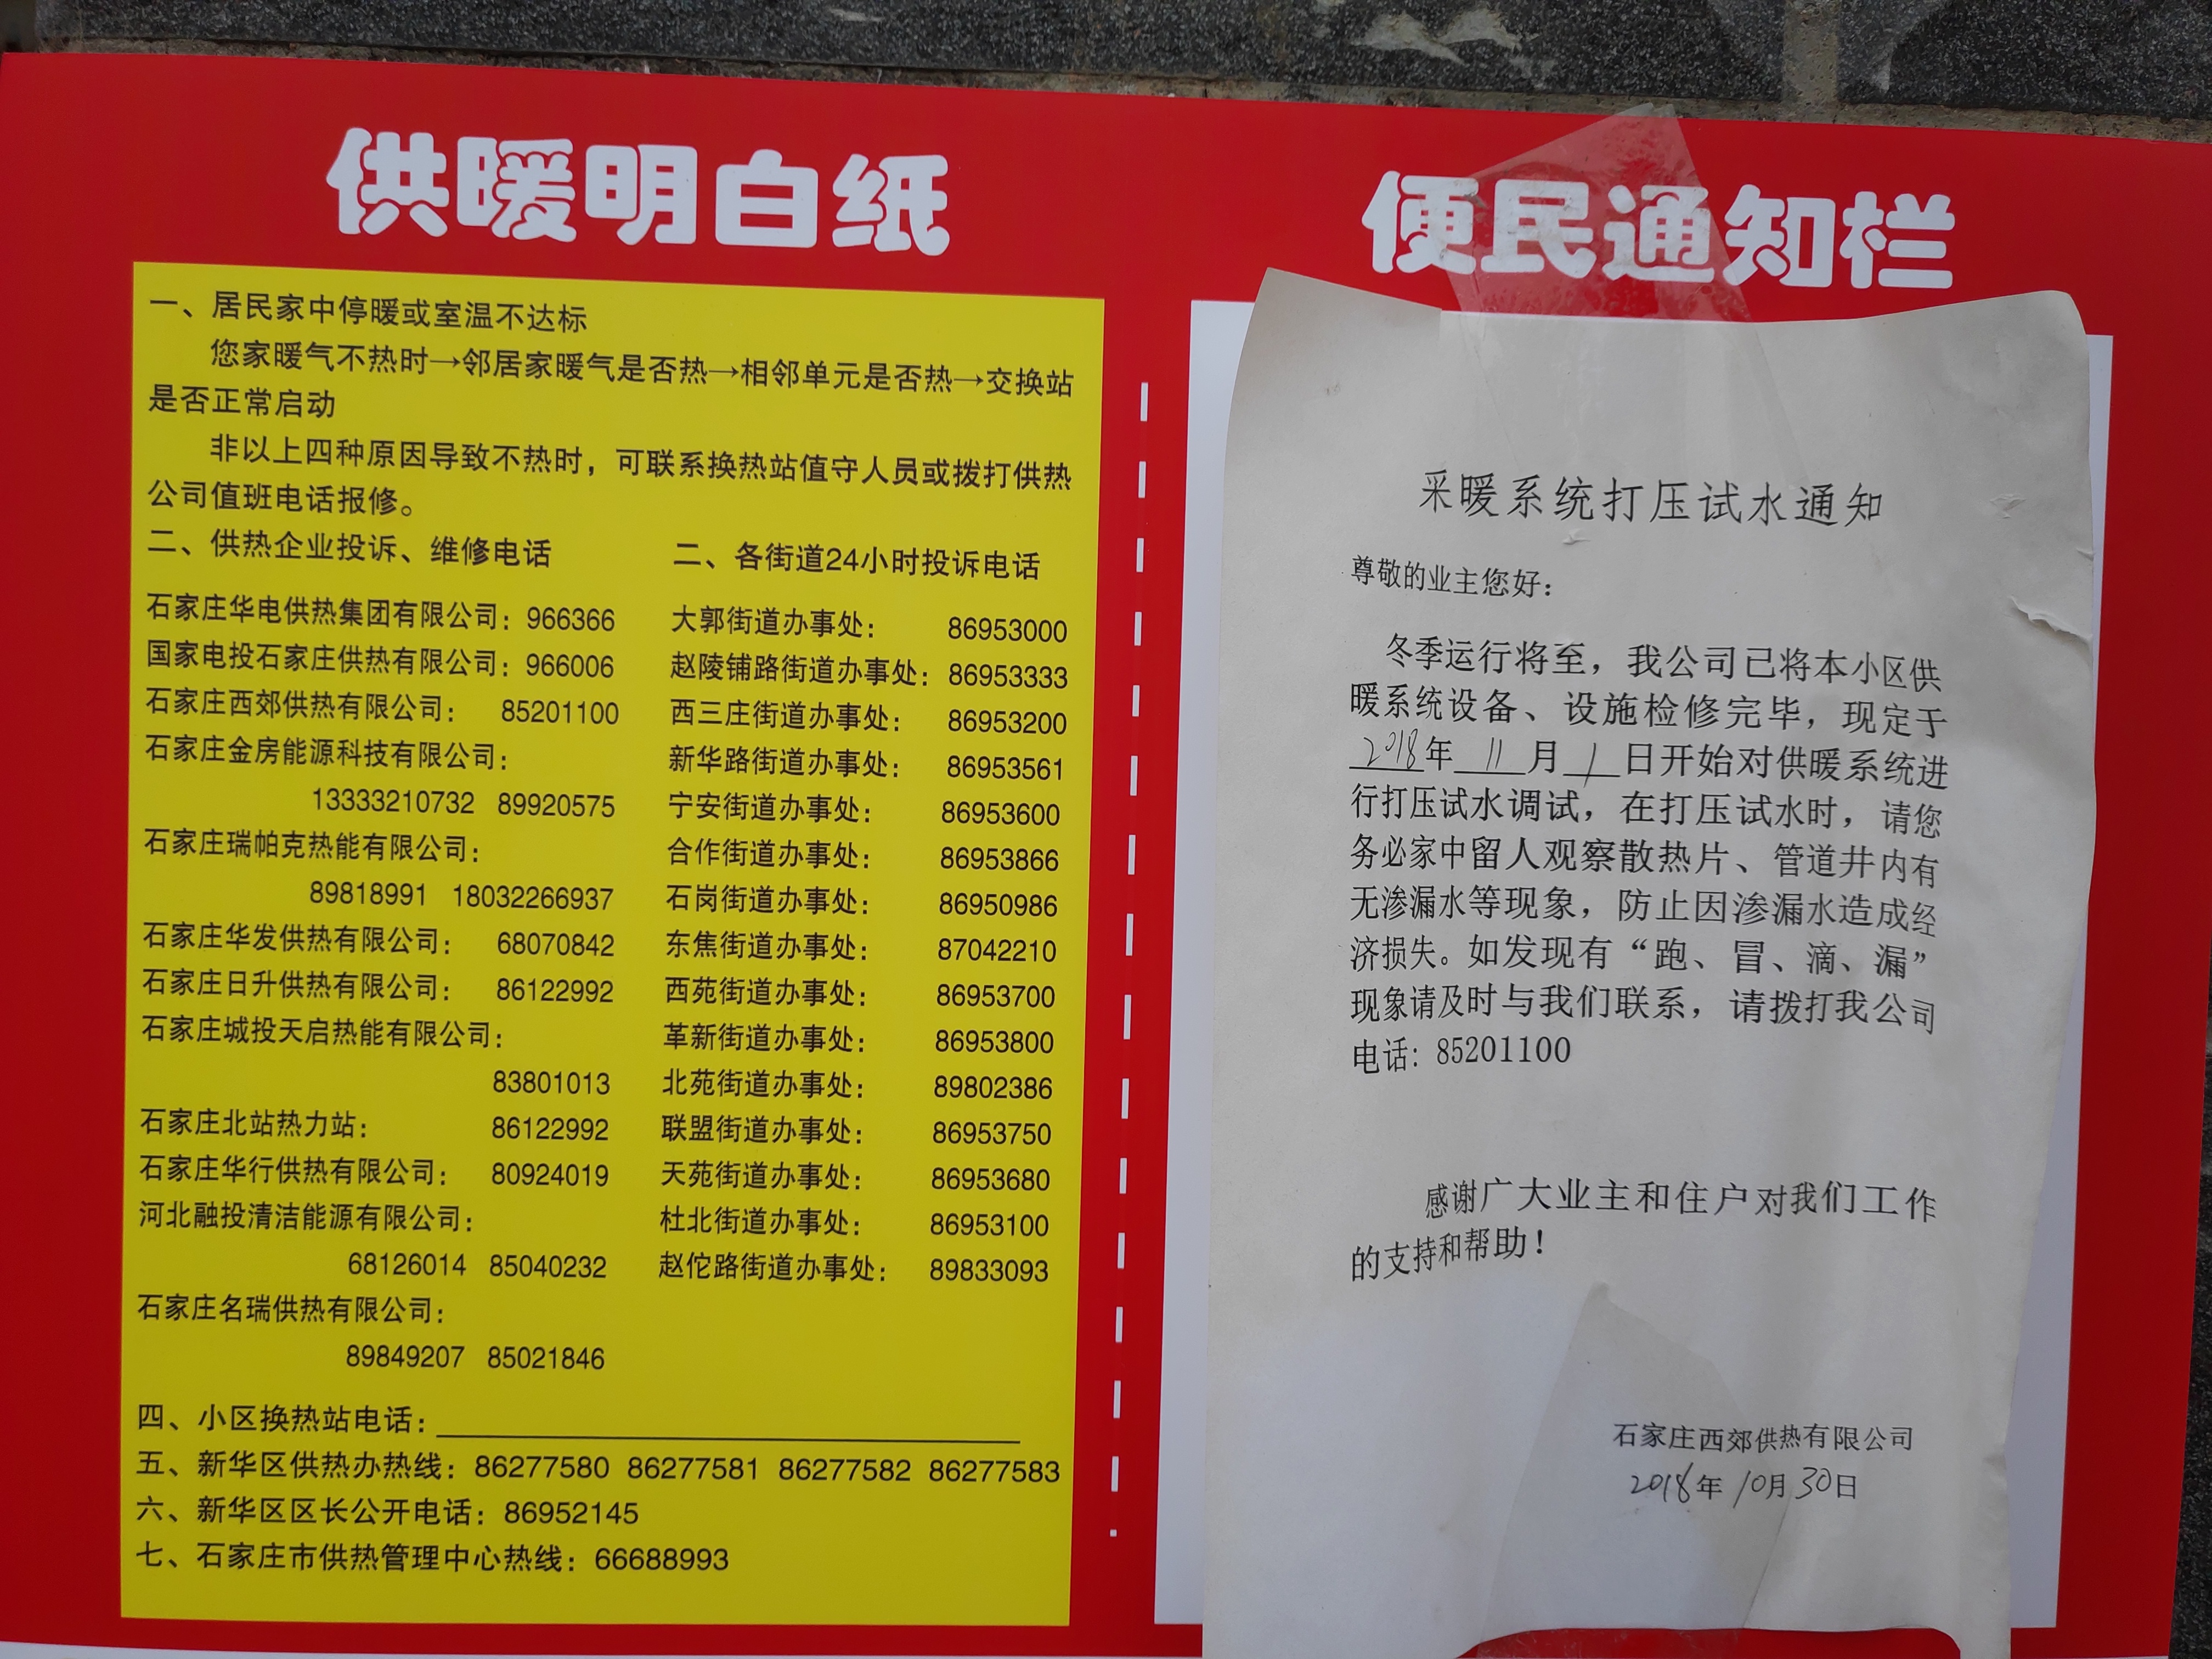 供暖明白纸
一、居民家中停暖或室温不达标
您家暖气不热时→邻居家暖气是否热→相邻单元是否热→交换站
是否正常启动
非以上四种原因导致不热时，可联系换热站值守人员或拨打供热
公司值班电话报修。
二、供热企业投诉、维修电话
石家庄华电供热集团有限公司：966366
国家电投石家庄供热有限公司：966006
石家庄西郊供热有限公司： 85201100
石家庄金房能源科技有限公司：
13333210732 89920575
石家庄瑞帕克热能有限公司：
89818991 18032266937
石家庄华发供热有限公司： 68070842
石家庄日升供热有限公司： 86122992
石家庄城投天启热能有限公司：
83801013
石家庄北站热力站： 86122992
石家庄华行供热有限公司： 80924019
河北融投清洁能源有限公司：
68126014 85040232
石家庄名瑞供热有限公司：
89849207 85021846
二、各街道24小时投诉电话
大郭街道办事处： 86953000
赵陵铺路街道办事处：86953333
西三庄街道办事处： 86953200
新华路街道办事处： 86953561
宁安街道办事处： 86953600
合作街道办事处： 86953866
石岗街道办事处： 86950986
东焦街道办事处： 87042210
西苑街道办事处： 86953700
革新街道办事处： 86953800
北苑街道办事处： 89802386
联盟街道办事处： 86953750
天苑街道办事处： 86953680
杜北街道办事处： 86953100
赵佗路街道办事处： 89833093
四、小区换热站电话：
五、新华区供热办热线：86277580 86277581 86277582 86277583
六、新华区区长公开电话：86952145
七、石家庄市供热管理中心热线：66688993
便民通知栏
采暖系统打压试水通知
尊敬的业主您好：
冬季运行将至，我公司已将本小区供
暖系统设备、设施检修完毕，现定于
2018年 11 月 1 日开始对供暖系统进
行打压试水调试，在打压试水时，请您
务必家中留人观察散热片、管道井内有
无渗漏水等现象，防止因渗漏水造成经
济损失。如发现有“跑、冒、滴、漏”
现象请及时与我们联系，请拨打我公司
电话：85201100
感谢广大业主和住户对我们工作
的支持和帮助！
石家庄西郊供热有限公司
2018年10月30日